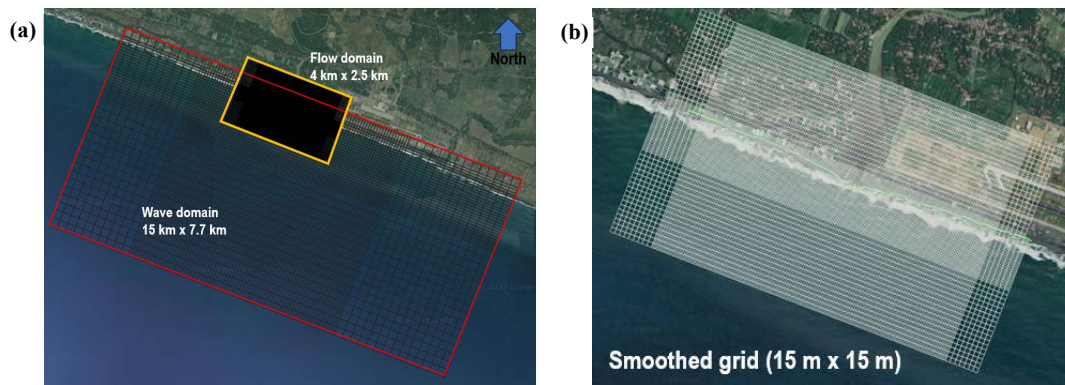 (a)
North
Flow domain
4 km x 2.5 km
Wave domain
15 km x 7.7 km
(b)
Smoothed grid (15 m x 15 m)